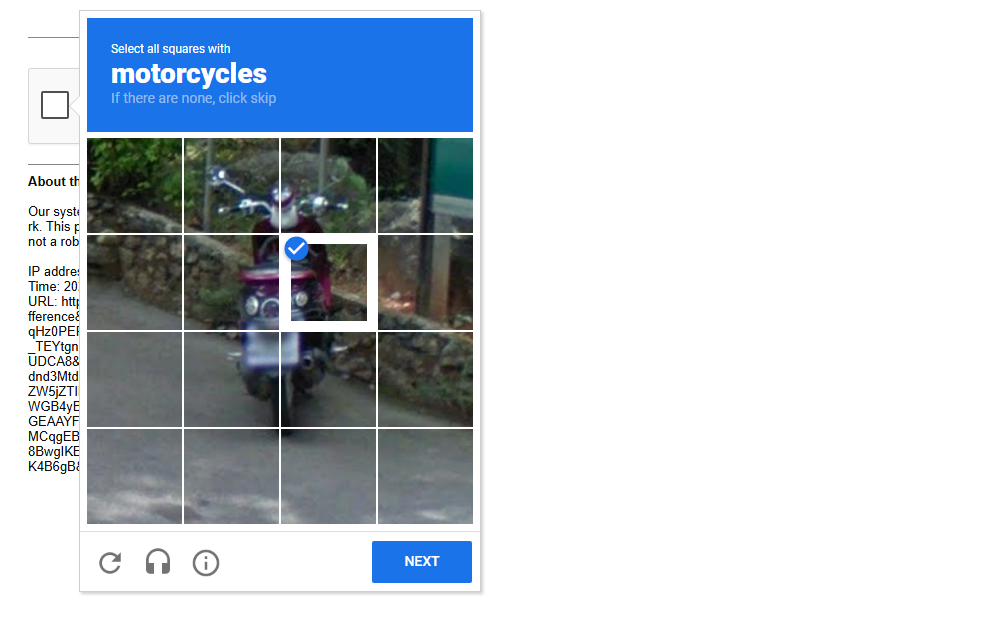 Select all squares with
motorcycles
If there are none, click skip
About th
Our syste
rk. This p
not a rob
IP addres
Time: 202
URL: http
fference&
qHz0PEF
_TEYtgn
UDCA8&
dnd3Mtd
ZW5jZTI
WGB4yE
GEAAYF
MCqgEB
8BwgIKE
K4B6gB&
NEXT